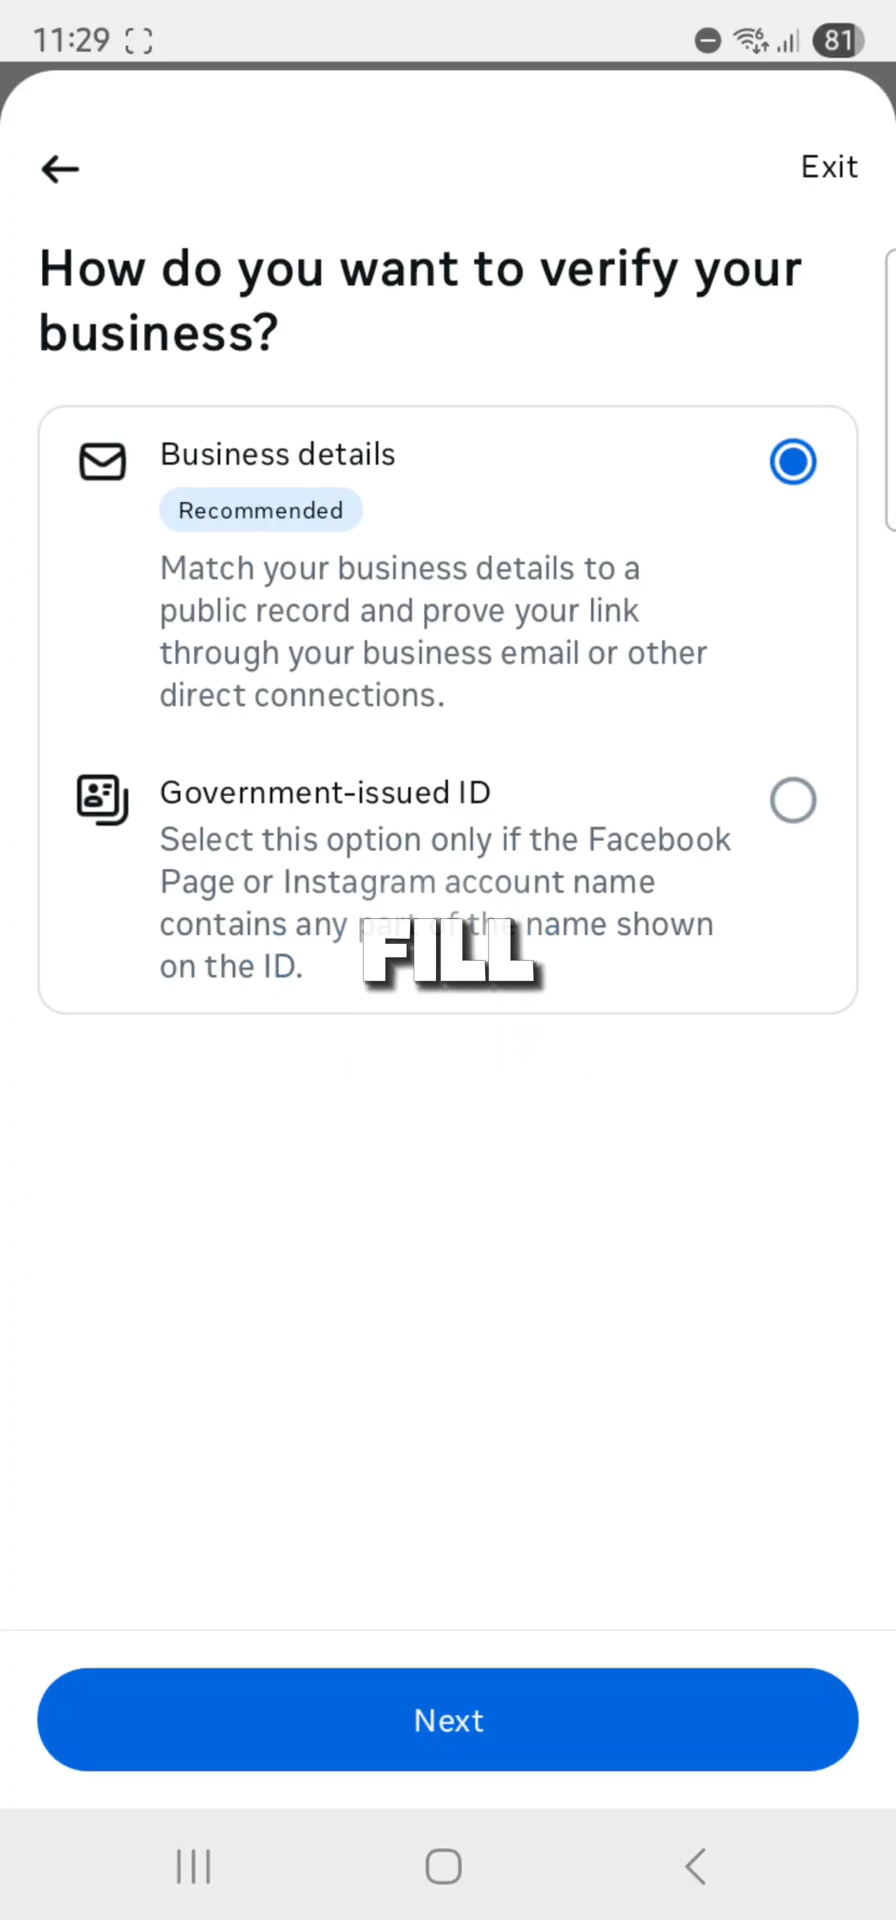 11:29
81
Exit
How do you want to verify your
business?
Business details
Recommended
Match your business details to a
public record and prove your link
through your business email or other
direct connections.
Government-issued ID
Select this option only if the Facebook
Page or Instagram account name
contains any part of the name shown
on the ID.
FILL
Next